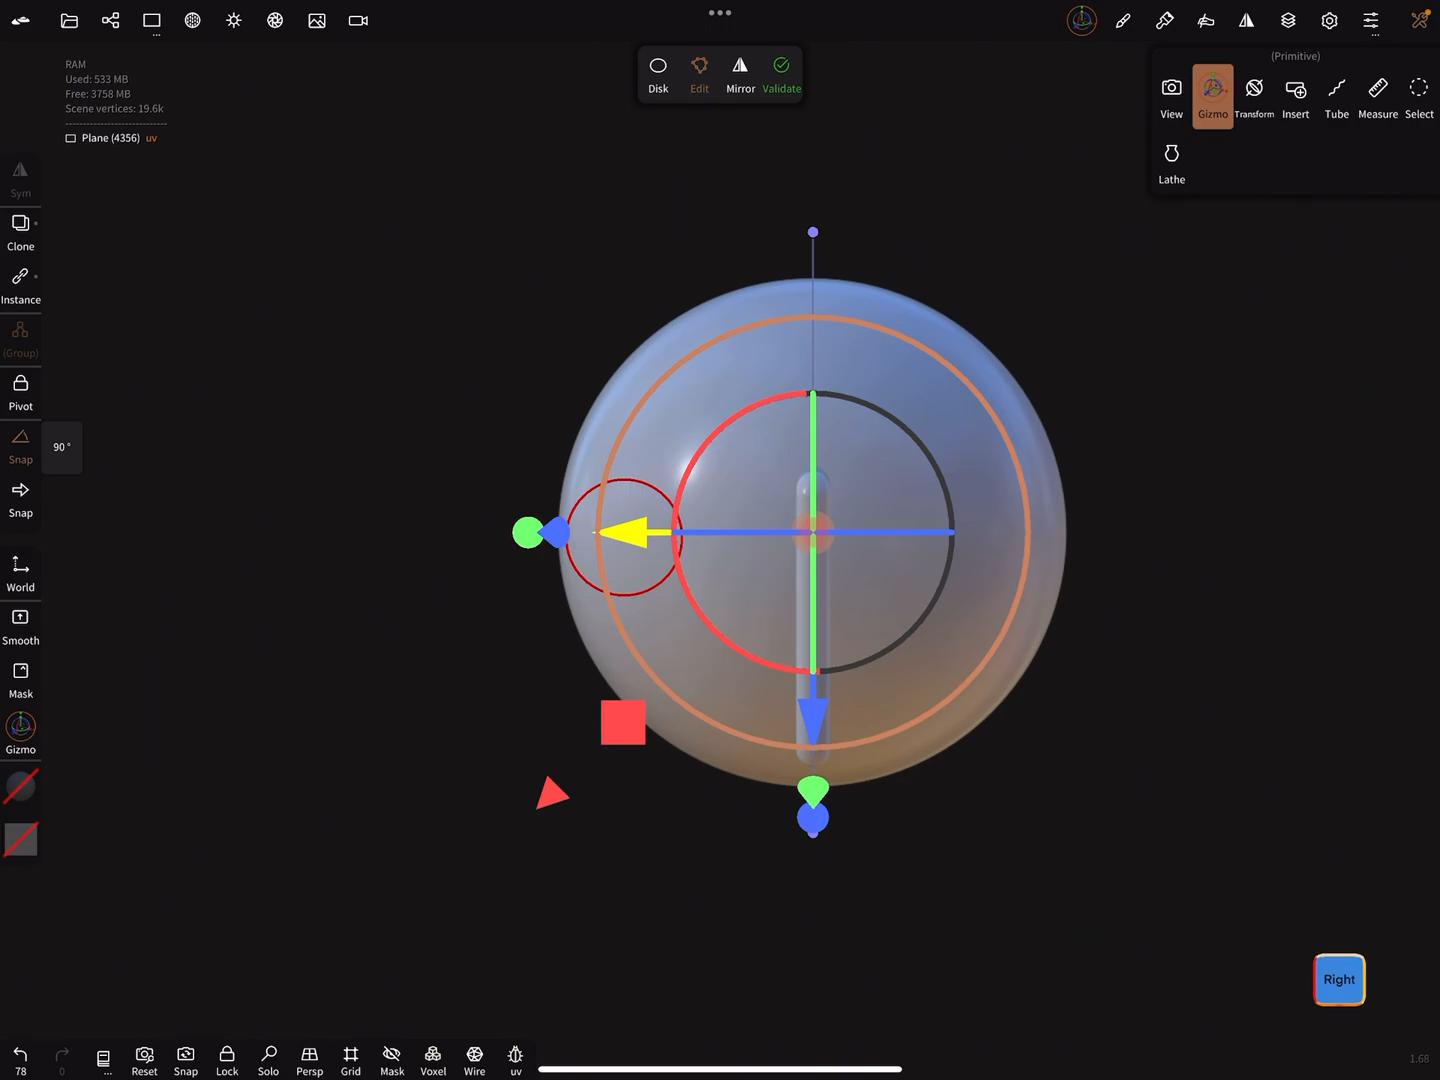 RAM
Used: 533 MB
Free: 3758 MB
Scene vertices: 19.6k
Plane (4356) uv
Disk
Edit
Mirror
Validate
(Primitive)
View
Gizmo
Transform
Insert
Tube
Measure
Select
Lathe
Sym
Clone
Instance
(Group)
Pivot
Snap
90 °
Snap
World
Smooth
Mask
Gizmo
Right
78
0
...
Reset
Snap
Lock
Solo
Persp
Grid
Mask
Voxel
Wire
uv
1.68